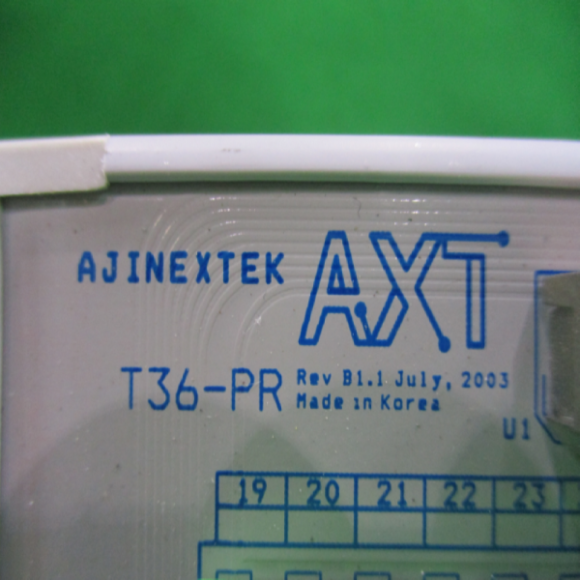 AJINEXTEK AXT
T36-PR
Rev B1.1 July, 2003
Made in Korea
U1
19 20 21 22 23